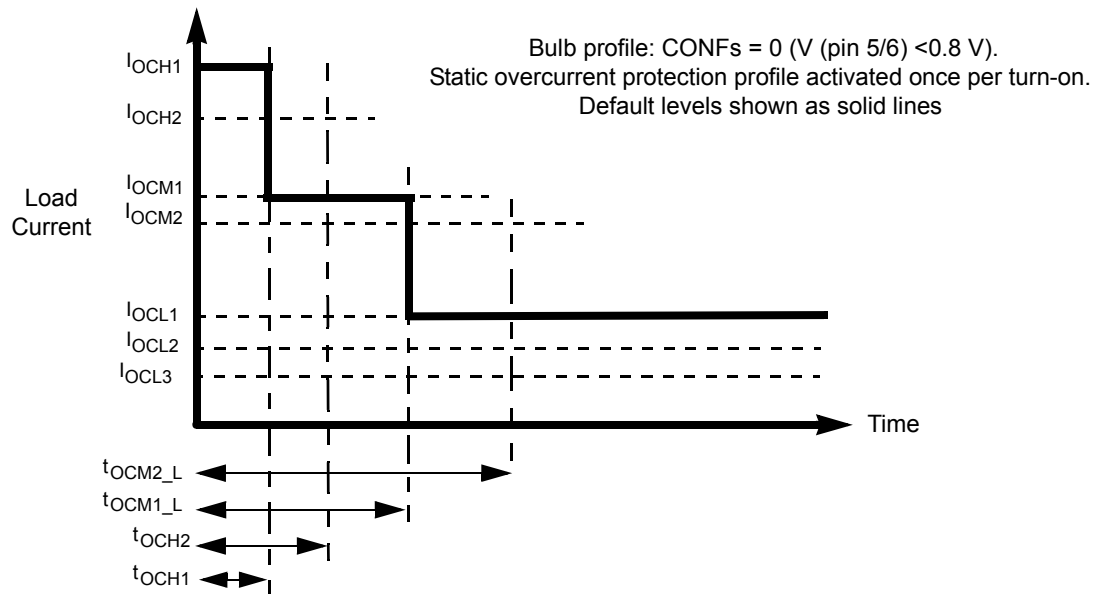 Bulb profile: CONFs = 0 (V (pin 5/6) <0.8 V).
Static overcurrent protection profile activated once per turn-on.
Default levels shown as solid lines
IOCH1
IOCH2
Load
Current
IOCM1
IOCM2
IOCL1
IOCL2
IOCL3
Time
tOCM2_L
tOCM1_L
tOCH2
tOCH1